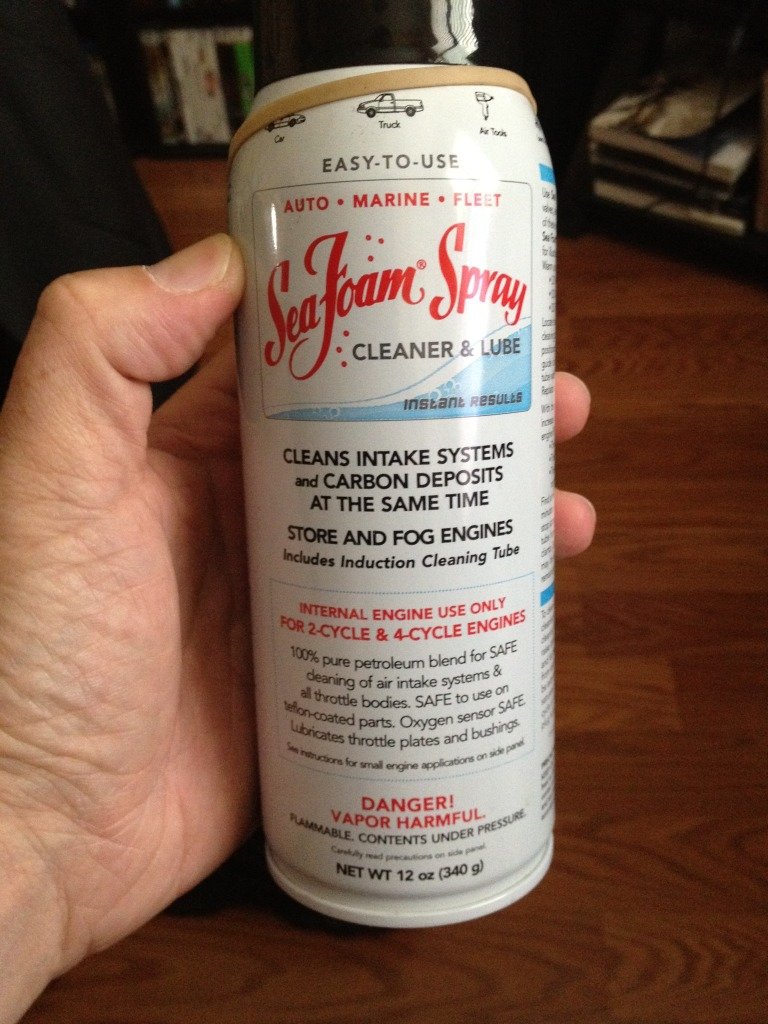 Car
Truck
Air Tools
EASY-TO-USE
AUTO • MARINE • FLEET
Sea Foam® Spray
CLEANER & LUBE
INSTANT RESULTS
CLEANS INTAKE SYSTEMS
and CARBON DEPOSITS
AT THE SAME TIME
STORE AND FOG ENGINES
Includes Induction Cleaning Tube
INTERNAL ENGINE USE ONLY
FOR 2-CYCLE & 4-CYCLE ENGINES
100% pure petroleum blend for SAFE
cleaning of air intake systems &
all throttle bodies. SAFE to use on
teflon-coated parts. Oxygen sensor SAFE.
Lubricates throttle plates and bushings.
See instructions for small engine applications on side panel.
DANGER!
VAPOR HARMFUL.
FLAMMABLE. CONTENTS UNDER PRESSURE.
Carefully read precautions on side panel.
NET WT 12 oz (340 g)